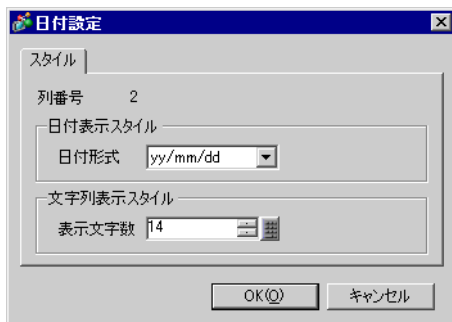 日付設定
スタイル
列番号 2
日付表示スタイル
日付形式 yy/mm/dd
文字列表示スタイル
表示文字数 14
OK(O) キャンセル